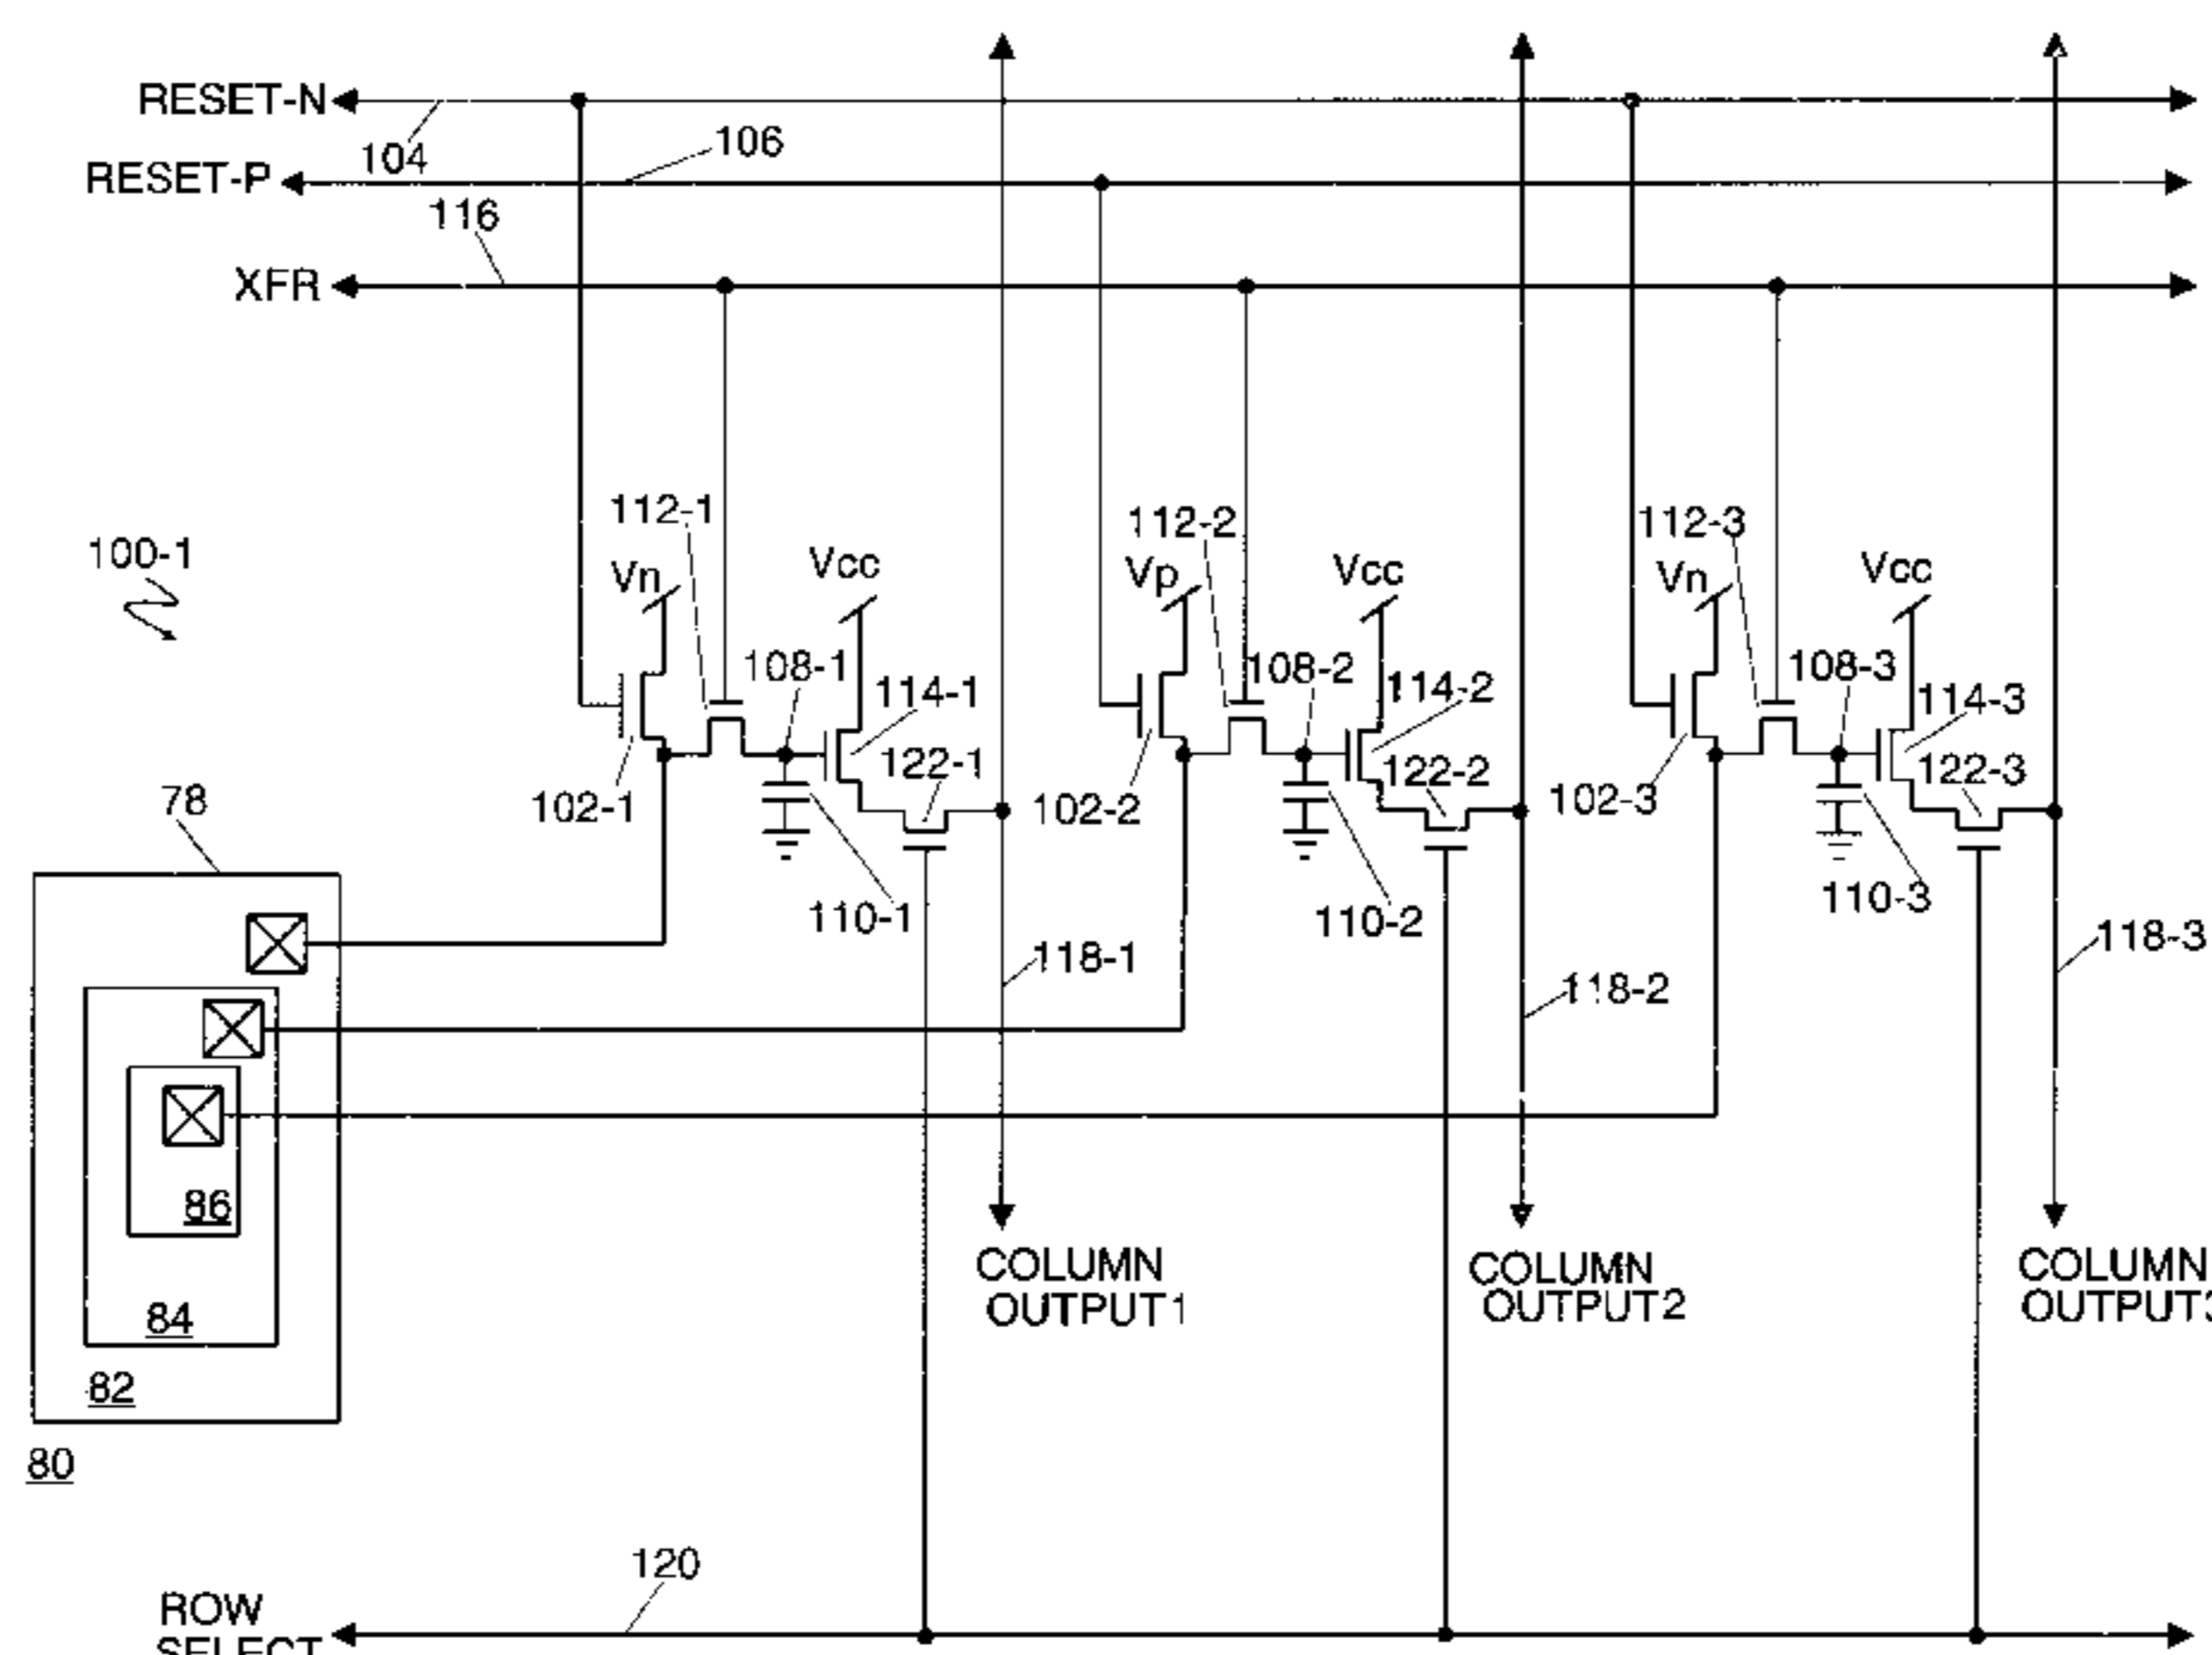 RESET-N
104
106
RESET-P
116
XFR
112-1
112-2
112-3
100-1
Vn
Vcc
Vp
Vcc
Vn
Vcc
108-1
108-2
108-3
114-1
114-2
114-3
122-1
122-2
122-3
102-1
102-2
102-3
78
110-1
110-2
110-3
118-1
118-2
118-3
86
84
82
80
COLUMN
OUTPUT1
COLUMN
OUTPUT2
COLUMN
OUTPUT3
120
ROW
SELECT